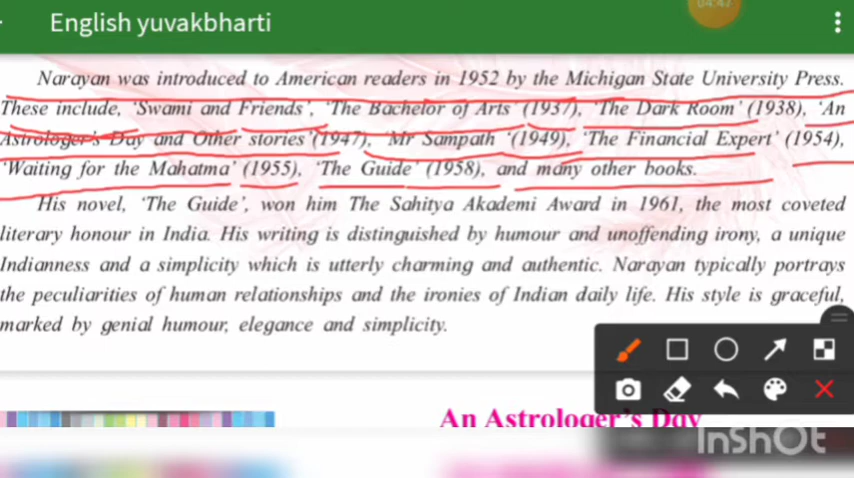 04:47
English yuvakbharti
Narayan was introduced to American readers in 1952 by the Michigan State University Press.
These include, ‘Swami and Friends’, ‘The Bachelor of Arts’ (1937), ‘The Dark Room’ (1938), ‘An
Astrologer’s Day and Other stories’(1947), ‘Mr Sampath ‘(1949), ‘The Financial Expert’ (1954),
‘Waiting for the Mahatma’ (1955), ‘The Guide’ (1958), and many other books.
His novel, ‘The Guide’, won him The Sahitya Akademi Award in 1961, the most coveted
literary honour in India. His writing is distinguished by humour and unoffending irony, a unique
Indianness and a simplicity which is utterly charming and authentic. Narayan typically portrays
the peculiarities of human relationships and the ironies of Indian daily life. His style is graceful,
marked by genial humour, elegance and simplicity.
An Astrologer’s Day
InShOt